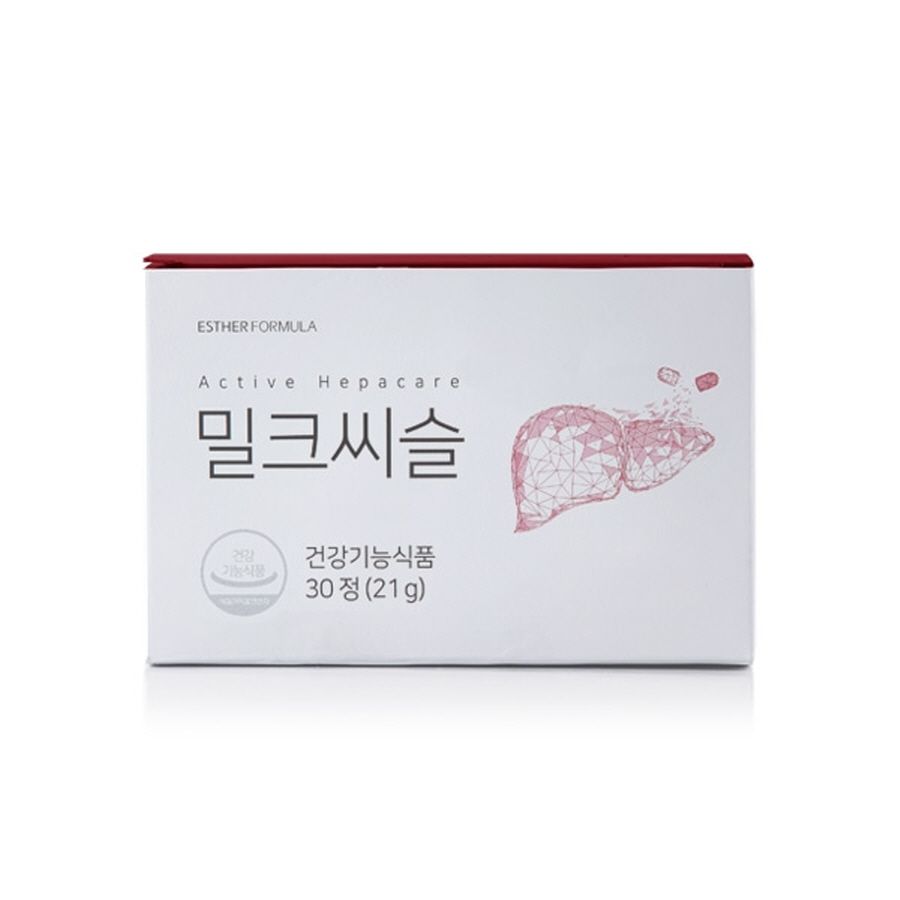 ESTHER FORMULA
Active Hepacare
밀크씨슬
건강
기능식품
건강기능식품
30 정 (21 g)